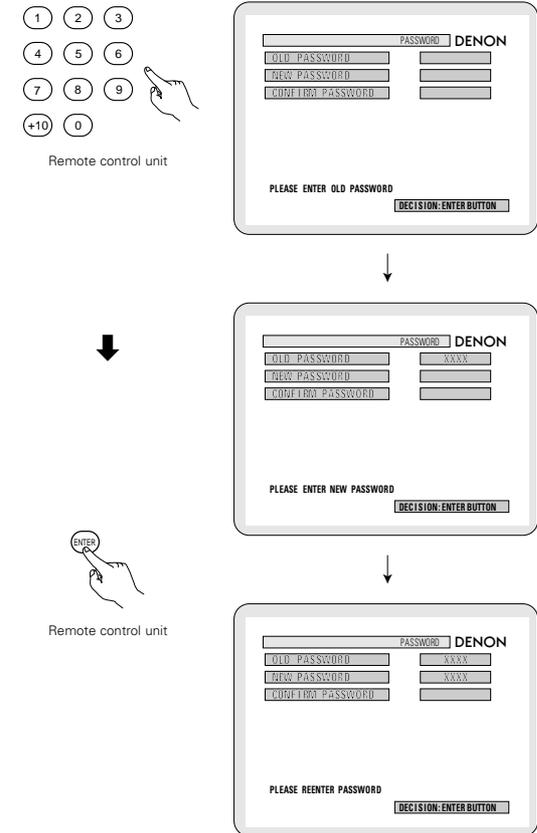 1 2 3
4 5 6
7 8 9
+10 0
Remote control unit
PASSWORD DENON
OLD PASSWORD
NEW PASSWORD
CONFIRM PASSWORD
PLEASE ENTER OLD PASSWORD
DECISION: ENTER BUTTON
PASSWORD DENON
OLD PASSWORD XXXX
NEW PASSWORD
CONFIRM PASSWORD
PLEASE ENTER NEW PASSWORD
DECISION: ENTER BUTTON
ENTER
Remote control unit
PASSWORD DENON
OLD PASSWORD XXXX
NEW PASSWORD XXXX
CONFIRM PASSWORD
PLEASE REENTER PASSWORD
DECISION: ENTER BUTTON